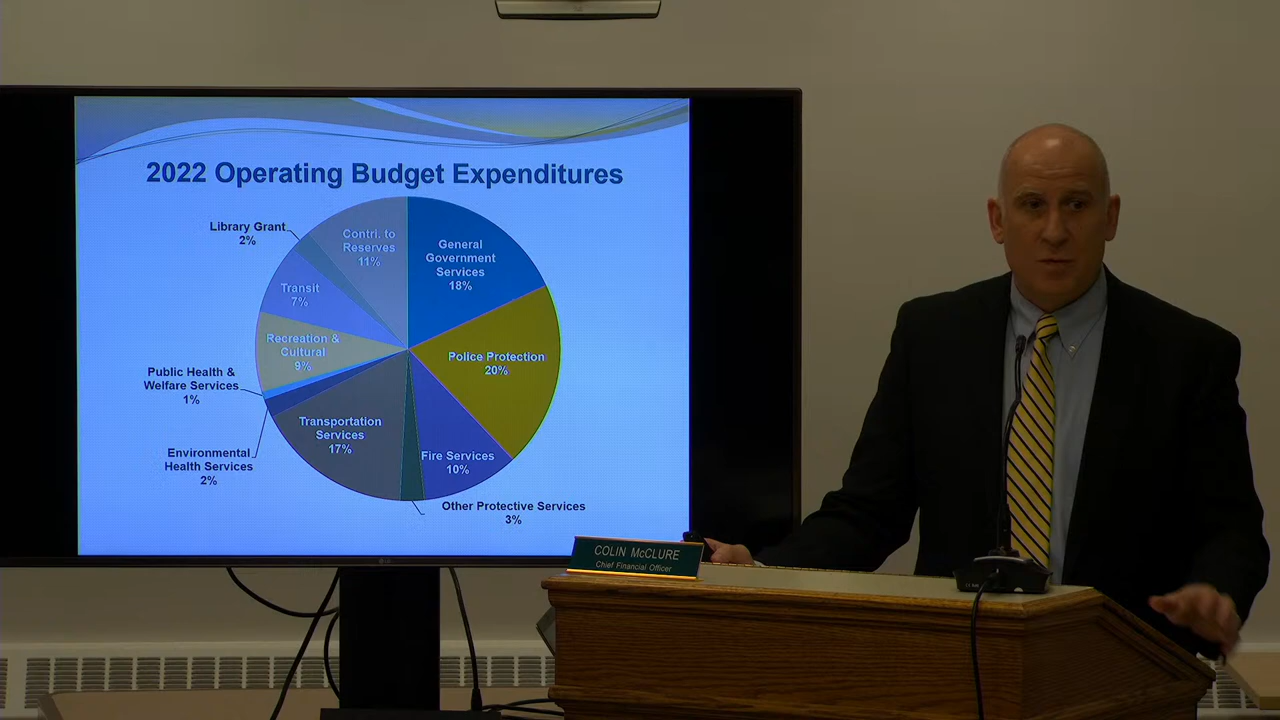 2022 Operating Budget Expenditures
Library Grant
2%
Contri. to
Reserves
11%
General
Government
Services
18%
Transit
7%
Recreation &
Cultural
9%
Police Protection
20%
Public Health &
Welfare Services
1%
Transportation
Services
17%
Environmental
Health Services
2%
Fire Services
10%
Other Protective Services
3%
LG
COLIN McCLURE
Chief Financial Officer